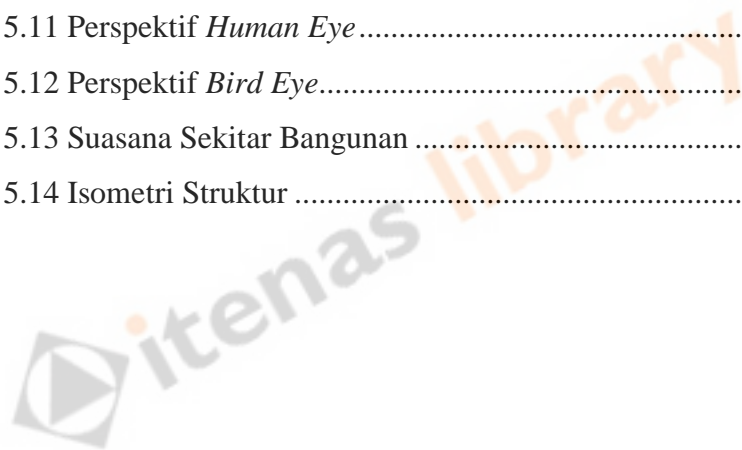 5.11 Perspektif Human Eye................................................
5.12 Perspektif Bird Eye.....................................................
5.13 Suasana Sekitar Bangunan .........................................
5.14 Isometri Struktur ........................................................
itenas library